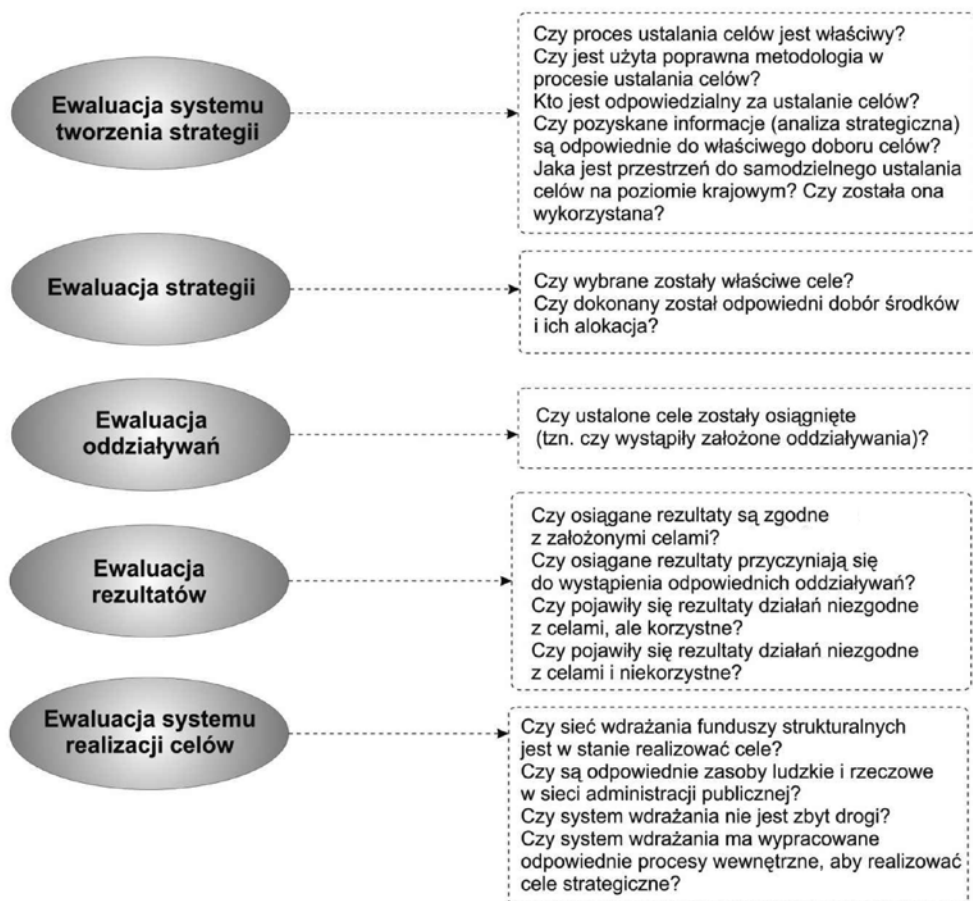 Ewaluacja systemu
tworzenia strategii
Czy proces ustalania celów jest właściwy?
Czy jest użyta poprawna metodologia w
procesie ustalania celów?
Kto jest odpowiedzialny za ustalanie celów?
Czy pozyskane informacje (analiza strategiczna)
są odpowiednie do właściwego doboru celów?
Jaka jest przestrzeń do samodzielnego ustalania
celów na poziomie krajowym? Czy została ona
wykorzystana?
Ewaluacja strategii
Czy wybrane zostały właściwe cele?
Czy dokonany został odpowiedni dobór środków
i ich alokacja?
Ewaluacja
oddziaływań
Czy ustalone cele zostały osiągnięte
(tzn. czy wystąpiły założone oddziaływania)?
Ewaluacja
rezultatów
Czy osiągane rezultaty są zgodne
z założonymi celami?
Czy osiągane rezultaty przyczyniają się
do wystąpienia odpowiednich oddziaływań?
Czy pojawiły się rezultaty działań niezgodne
z celami, ale korzystne?
Czy pojawiły się rezultaty działań niezgodne
z celami i niekorzystne?
Ewaluacja systemu
realizacji celów
Czy sieć wdrażania funduszy strukturalnych
jest w stanie realizować cele?
Czy są odpowiednie zasoby ludzkie i rzeczowe
w sieci administracji publicznej?
Czy system wdrażania nie jest zbyt drogi?
Czy system wdrażania ma wypracowane
odpowiednie procesy wewnętrzne, aby realizować
cele strategiczne?